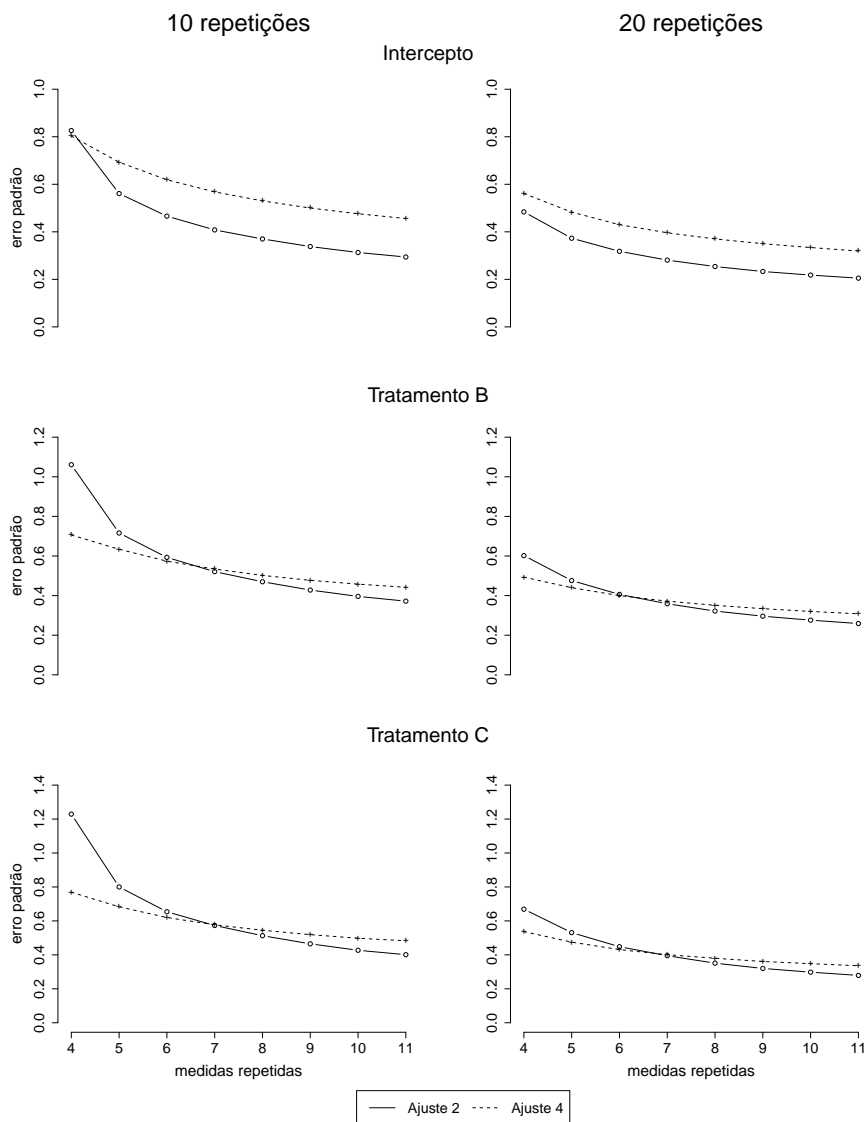 10 repetições
20 repetições
Intercepto
erro padrão
0.0 0.2 0.4 0.6 0.8 1.0
0.0 0.2 0.4 0.6 0.8 1.0
Tratamento B
erro padrão
0.0 0.2 0.4 0.6 0.8 1.0 1.2
0.0 0.2 0.4 0.6 0.8 1.0 1.2
Tratamento C
erro padrão
0.0 0.2 0.4 0.6 0.8 1.0 1.2 1.4
0.0 0.2 0.4 0.6 0.8 1.0 1.2 1.4
4 5 6 7 8 9 10 11
4 5 6 7 8 9 10 11
medidas repetidas
medidas repetidas
Ajuste 2 Ajuste 4